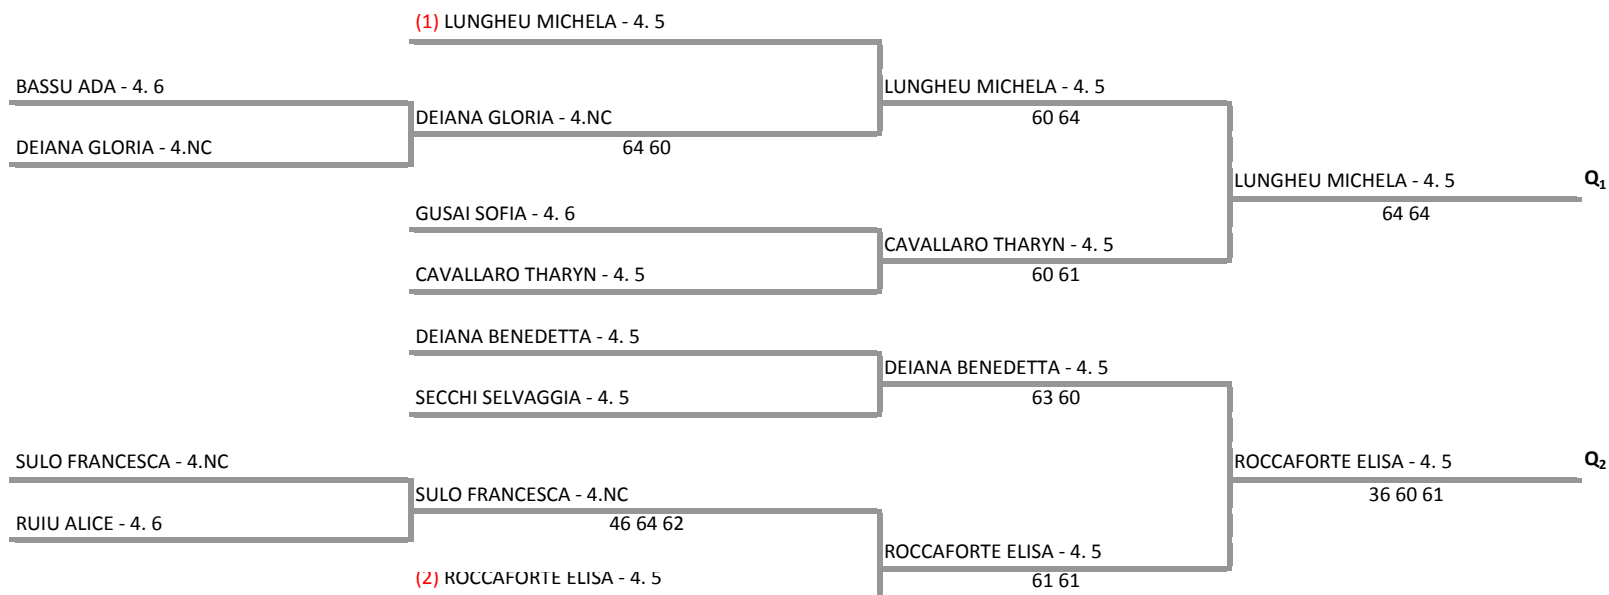 (1) LUNGHEU MICHELA - 4. 5
BASSU ADA - 4. 6
LUNGHEU MICHELA - 4. 5
DEIANA GLORIA - 4.NC
60 64
DEIANA GLORIA - 4.NC
64 60
LUNGHEU MICHELA - 4. 5
Q1
64 64
GUSAI SOFIA - 4. 6
CAVALLARO THARYN - 4. 5
60 61
CAVALLARO THARYN - 4. 5
DEIANA BENEDETTA - 4. 5
DEIANA BENEDETTA - 4. 5
63 60
SECCHI SELVAGGIA - 4. 5
SULO FRANCESCA - 4.NC
ROCCAFORTE ELISA - 4. 5
Q2
36 60 61
SULO FRANCESCA - 4.NC
46 64 62
RUIU ALICE - 4. 6
ROCCAFORTE ELISA - 4. 5
61 61
(2) ROCCAFORTE ELISA - 4. 5